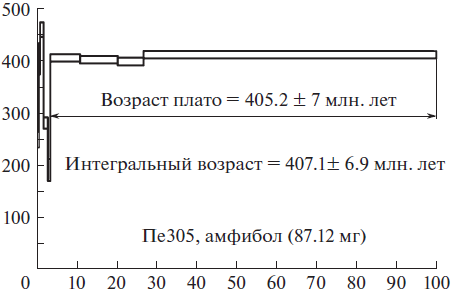 500
400
300
200
100
0 10 20 30 40 50 60 70 80 90 100
Возраст плато = 405.2 ± 7 млн. лет
Интегральный возраст = 407.1± 6.9 млн. лет
Пе305, амфибол (87.12 мг)